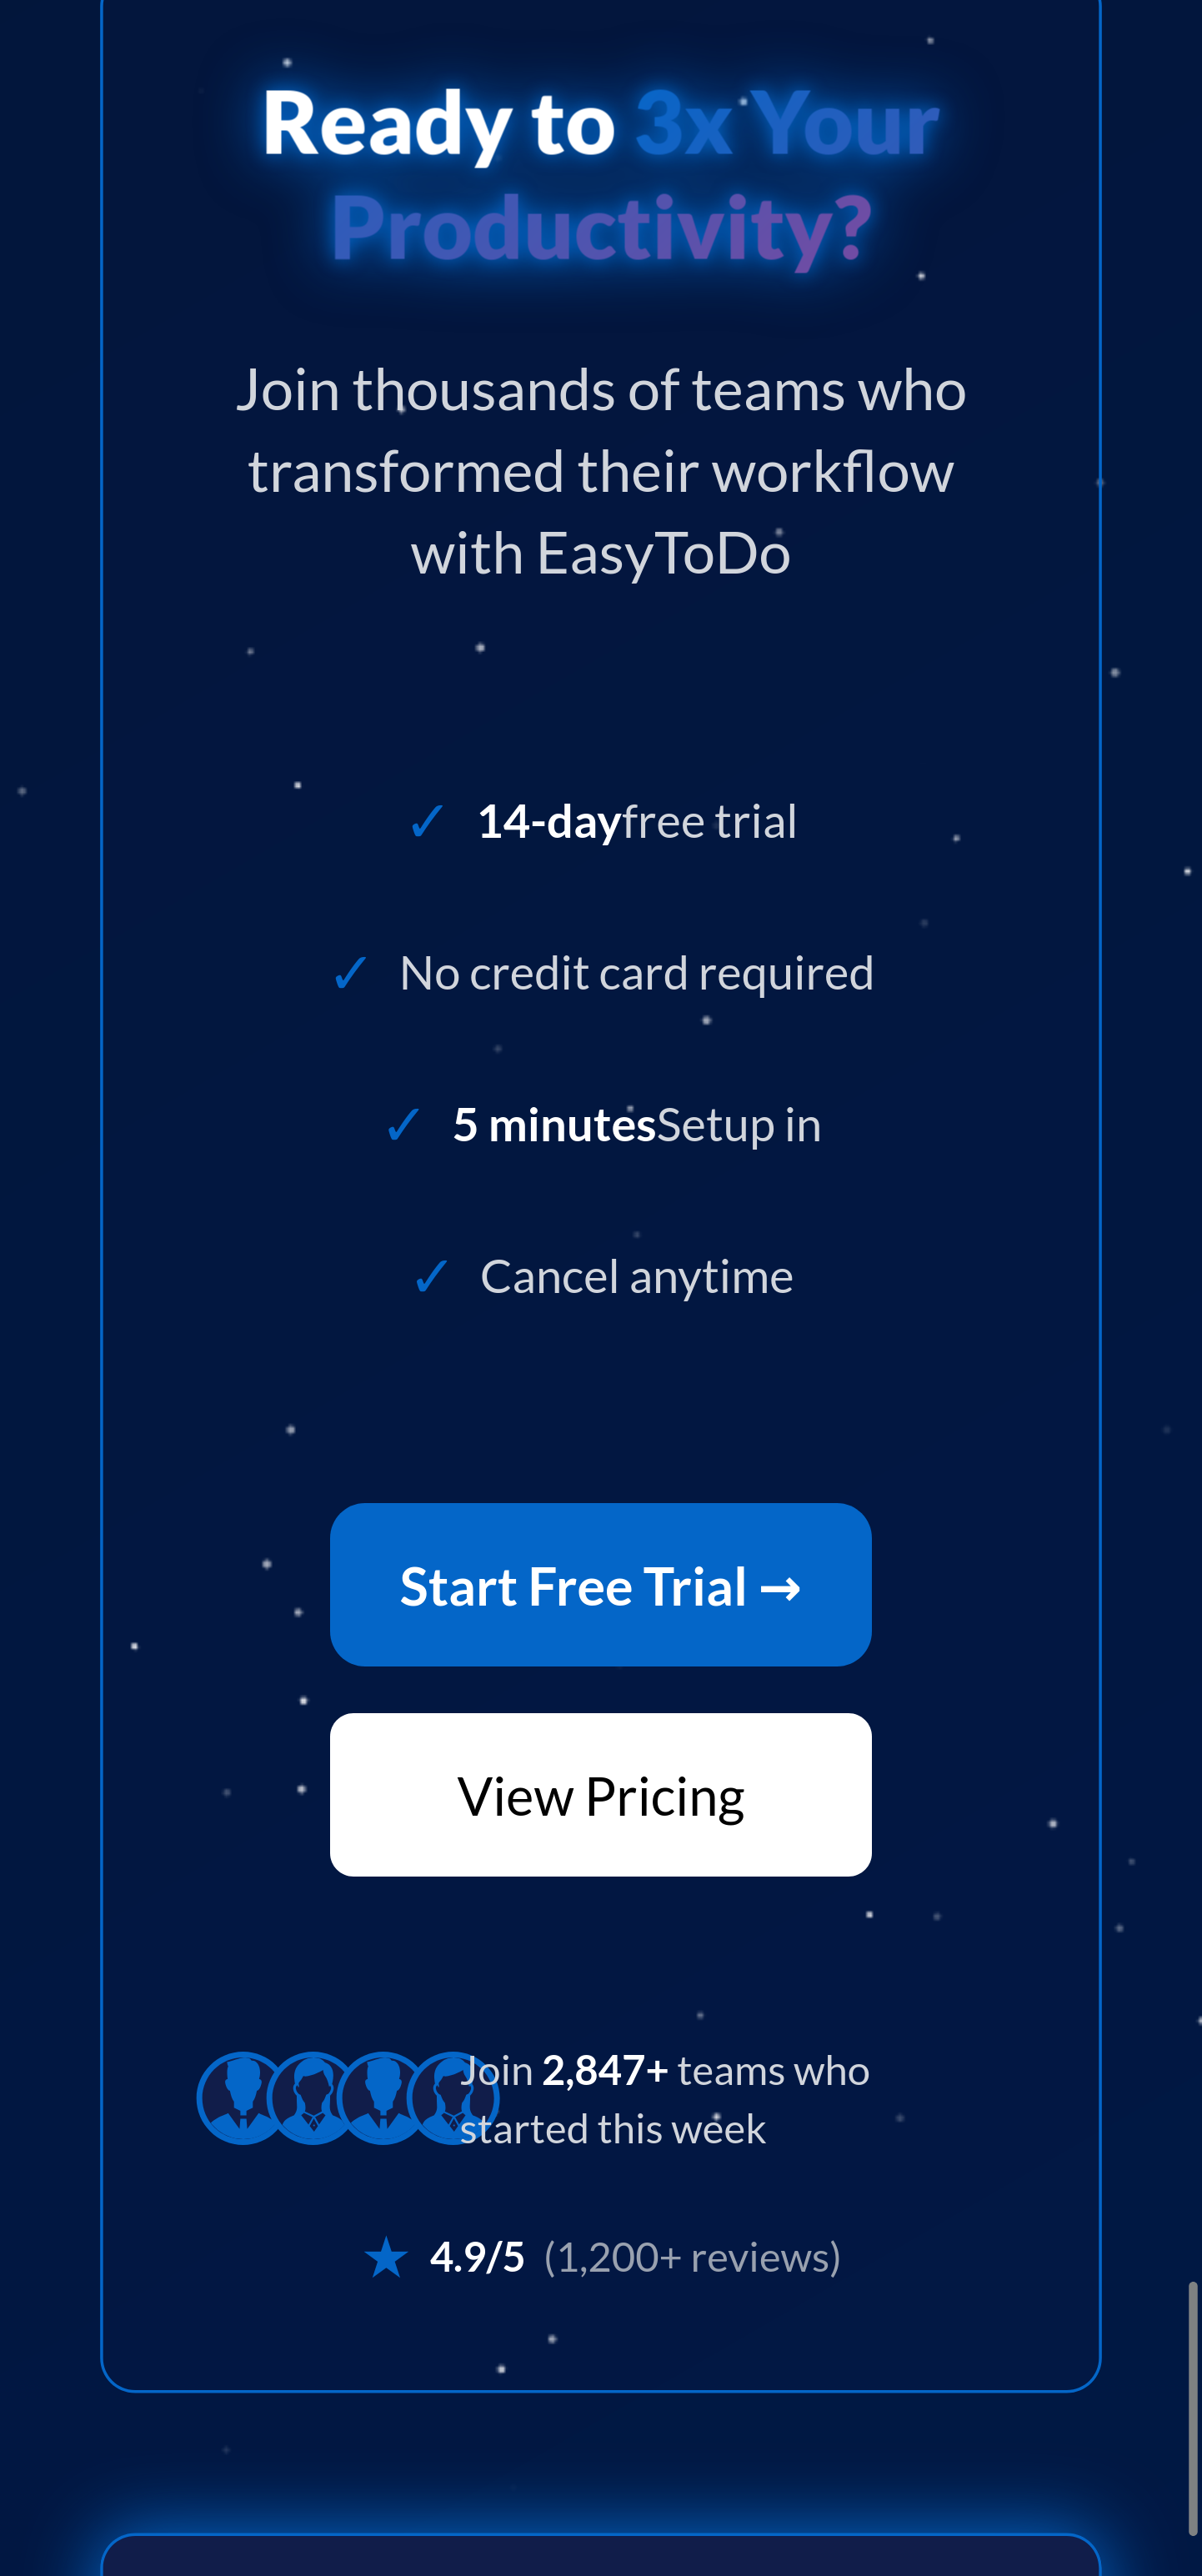 Ready to 3x Your
Productivity?
Join thousands of teams who
transformed their workflow
with EasyToDo
✓ 14-dayfree trial
✓ No credit card required
✓ 5 minutesSetup in
✓ Cancel anytime
Start Free Trial →
View Pricing
Join 2,847+ teams who
started this week
★ 4.9/5 (1,200+ reviews)